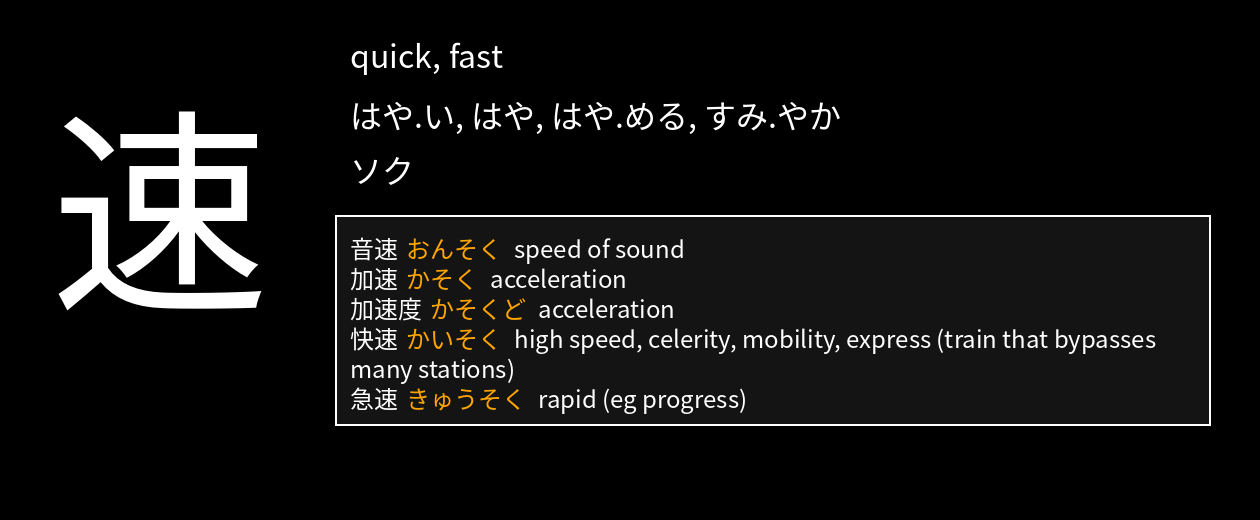 速
quick, fast
はや.い, はや, はや.める, すみ.やか
ソク
音速 おんそく speed of sound
加速 かそく acceleration
加速度 かそくど acceleration
快速 かいそく high speed, celerity, mobility, express (train that bypasses
many stations)
急速 きゅうそく rapid (eg progress)